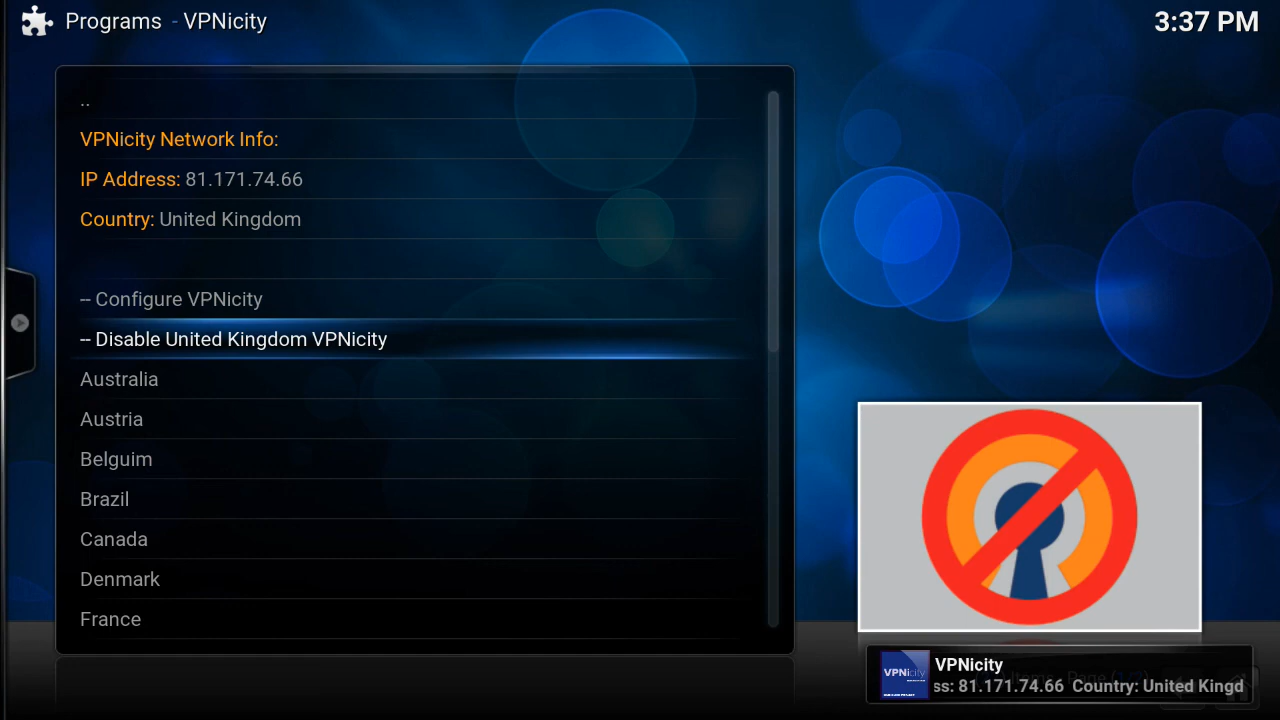 Programs - VPNicity
3:37 PM
..
VPNicity Network Info:
IP Address: 81.171.74.66
Country: United Kingdom
-- Configure VPNicity
-- Disable United Kingdom VPNicity
Australia
Austria
Belguim
Brazil
Canada
Denmark
France
VPNicity
VPNicity
ss: 81.171.74.66 Country: United Kingd